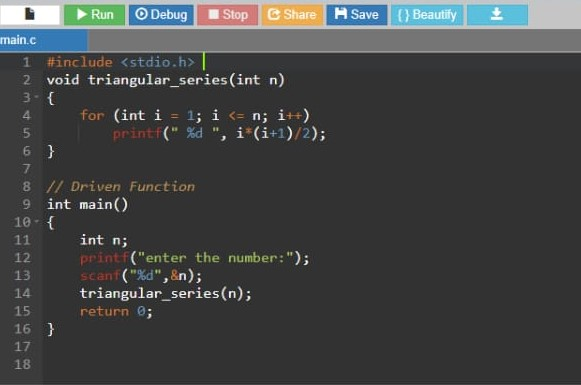 Run Debug Stop Share Save { } Beautify
main.c
1 #include <stdio.h>
2 void triangular_series(int n)
3 {
4 for (int i = 1; i <= n; i++)
5 printf(" %d ", i*(i+1)/2);
6 }
7
8 // Driven Function
9 int main()
10 {
11 int n;
12 printf("enter the number:");
13 scanf("%d",&n);
14 triangular_series(n);
15 return 0;
16 }
17
18